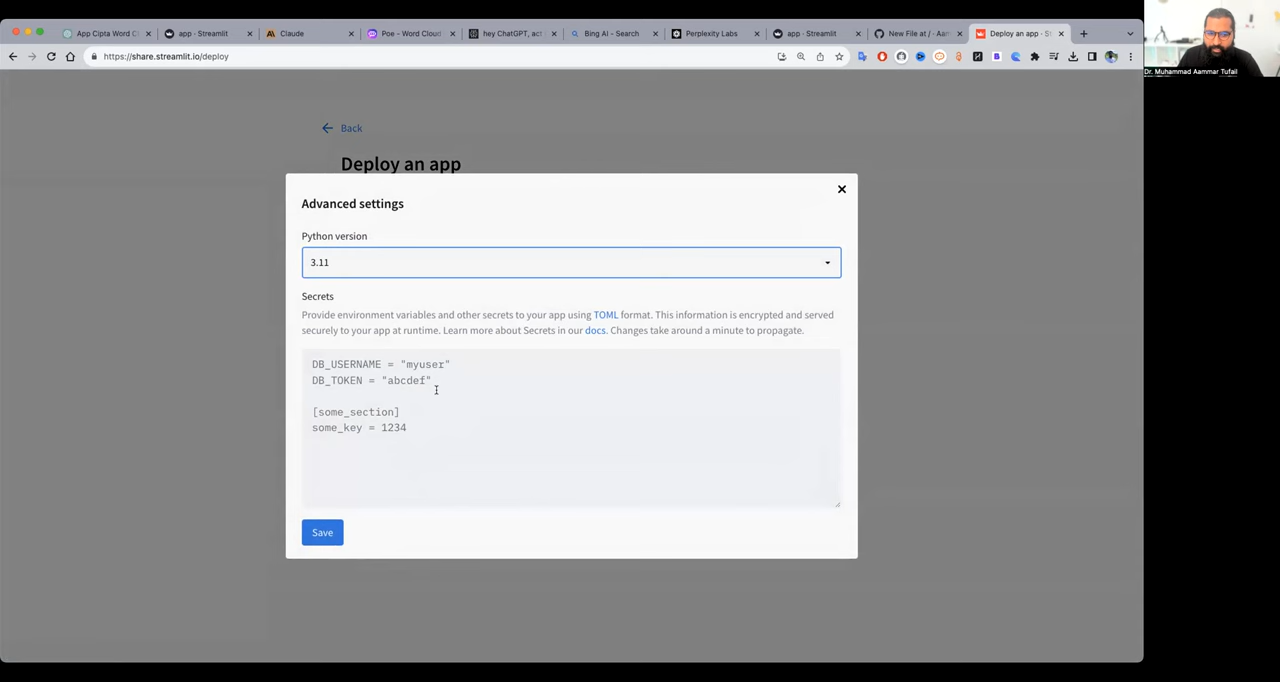 App Cipta Word C
app · Streamlit
Claude
Poe - Word Cloud
hey ChatGPT, act
Bing AI - Search
Perplexity Labs
app · Streamlit
New File at / · Aam
Deploy an app · St
https://share.streamlit.io/deploy
Dr. Muhammad Aammar Tufail
Back
Deploy an app
Advanced settings
Python version
3.11
Secrets
Provide environment variables and other secrets to your app using TOML format. This information is encrypted and served
securely to your app at runtime. Learn more about Secrets in our docs. Changes take around a minute to propagate.
DB_USERNAME = "myuser"
DB_TOKEN = "abcdef"
[some_section]
some_key = 1234
Save